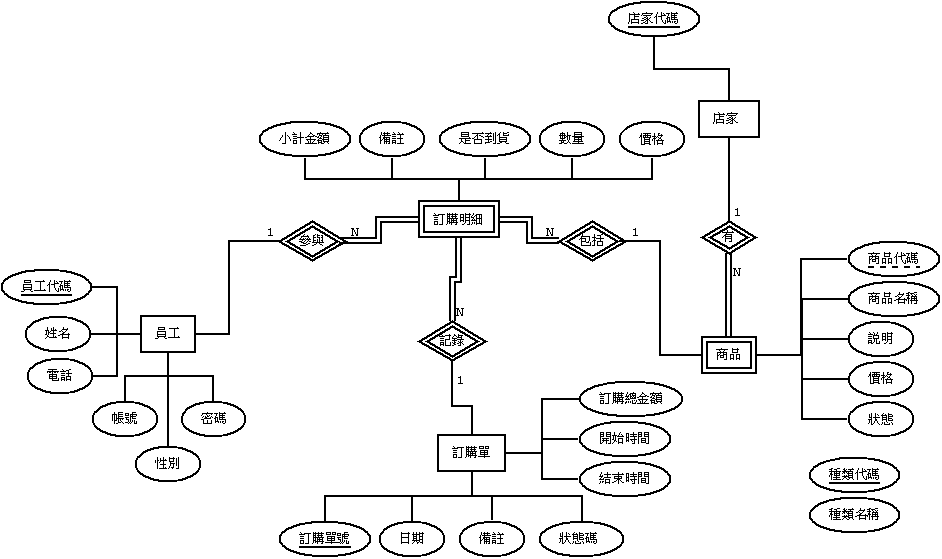 店家代碼
店家
小計金額
備註
是否到貨
數量
價格
1
訂購明細
1
參與
N
N
包括
1
有
N
商品代碼
員工代碼
商品名稱
姓名
員工
N
記錄
說明
商品
電話
1
價格
帳號
密碼
訂購總金額
狀態
開始時間
性別
訂購單
結束時間
種類代碼
種類名稱
訂購單號
日期
備註
狀態碼